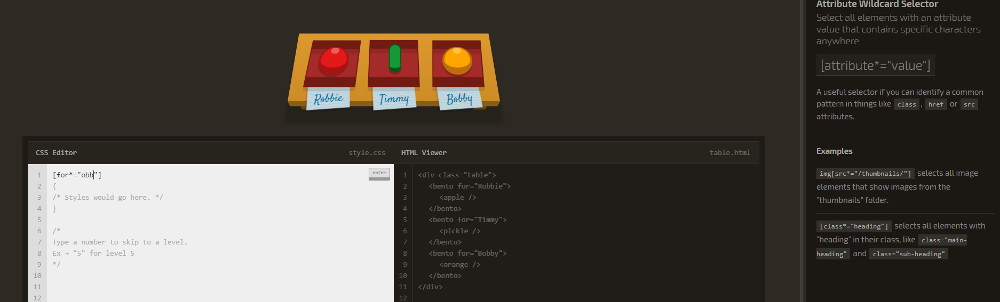 Robbie
Timmy
Bobby
CSS Editor
style.css
1 [for*="obb"]
enter
2 {
3 /* Styles would go here. */
4 }
5
6 /*
7 Type a number to skip to a level.
8 Ex → "5" for level 5
9 */
10
11
12
HTML Viewer
table.html
1 <div class="table">
2 <bento for="Robbie">
3 <apple />
4 </bento>
5 <bento for="Timmy">
6 <pickle />
7 </bento>
8 <bento for="Bobby">
9 <orange />
10 </bento>
11 </div>
12
Attribute Wildcard Selector
Select all elements with an attribute
value that contains specific characters
anywhere
[attribute*="value"]
A useful selector if you can identify a common
pattern in things like class , href or src
attributes.
Examples
img[src*="/thumbnails/"] selects all image
elements that show images from the
"thumbnails" folder.
[class*="heading"] selects all elements with
"heading" in their class, like class="main-
heading" and class="sub-heading"